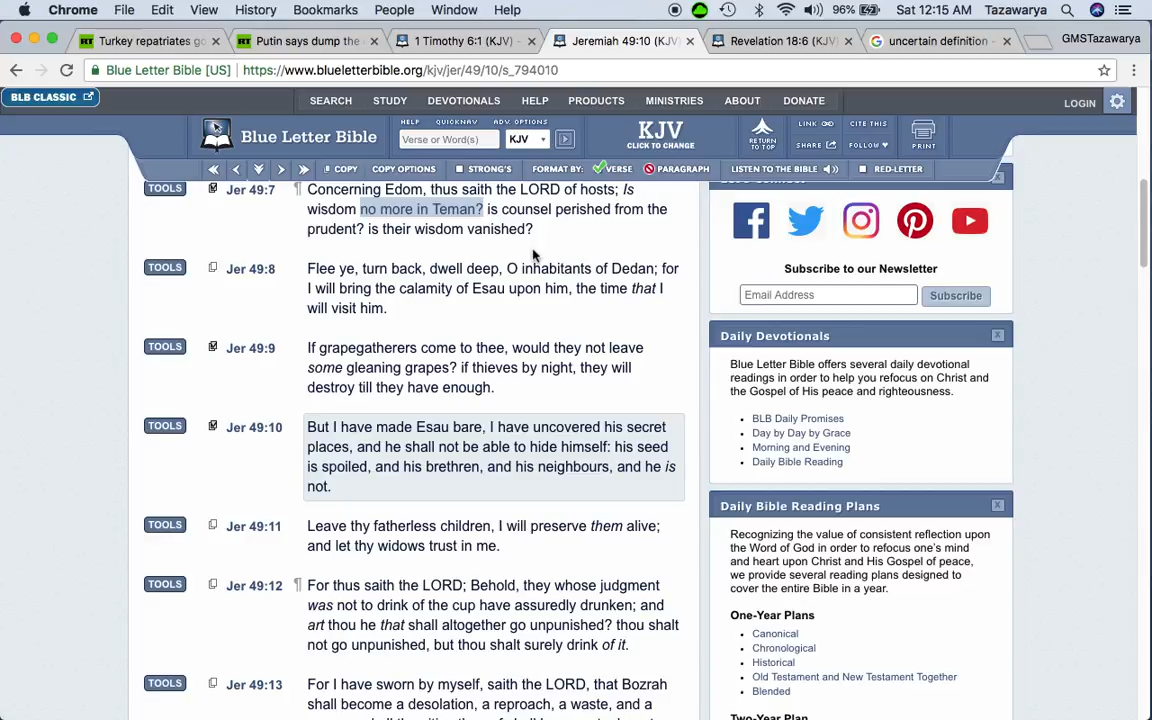 Chrome File Edit View History Bookmarks People Window Help 96% Sat 12:15 AM Tazawarya
Turkey repatriates go
Putin says dump the
1 Timothy 6:1 (KJV) -
Jeremiah 49:10 (KJV)
Revelation 18:6 (KJV)
uncertain definition -
GMSTazawarya
Blue Letter Bible [US] https://www.blueletterbible.org/kjv/jer/49/10/s_794010
BLB CLASSIC
SEARCH STUDY DEVOTIONALS HELP PRODUCTS MINISTRIES ABOUT DONATE
LOGIN
Blue Letter Bible
HELP QUICKNAV ADV. OPTIONS
Verse or Word(s) KJV
KJV
CLICK TO CHANGE
RETURN
TO TOP
LINK
SHARE
CITE THIS
FOLLOW
PRINT
COPY COPY OPTIONS STRONG'S FORMAT BY: VERSE PARAGRAPH LISTEN TO THE BIBLE RED-LETTER
TOOLS Jer 49:7 ¶ Concerning Edom, thus saith the LORD of hosts; Is
wisdom no more in Teman? is counsel perished from the
prudent? is their wisdom vanished?
TOOLS Jer 49:8 Flee ye, turn back, dwell deep, O inhabitants of Dedan; for
I will bring the calamity of Esau upon him, the time that I
will visit him.
TOOLS Jer 49:9 If grapegatherers come to thee, would they not leave
some gleaning grapes? if thieves by night, they will
destroy till they have enough.
TOOLS Jer 49:10 But I have made Esau bare, I have uncovered his secret
places, and he shall not be able to hide himself: his seed
is spoiled, and his brethren, and his neighbours, and he is
not.
TOOLS Jer 49:11 Leave thy fatherless children, I will preserve them alive;
and let thy widows trust in me.
TOOLS Jer 49:12 ¶ For thus saith the LORD; Behold, they whose judgment
was not to drink of the cup have assuredly drunken; and
art thou he that shall altogether go unpunished? thou shalt
not go unpunished, but thou shalt surely drink of it.
TOOLS Jer 49:13 For I have sworn by myself, saith the LORD, that Bozrah
shall become a desolation, a reproach, a waste, and a
Subscribe to our Newsletter
Email Address Subscribe
Daily Devotionals
Blue Letter Bible offers several daily devotional
readings in order to help you refocus on Christ and
the Gospel of His peace and righteousness.
• BLB Daily Promises
• Day by Day by Grace
• Morning and Evening
• Daily Bible Reading
Daily Bible Reading Plans
Recognizing the value of consistent reflection upon
the Word of God in order to refocus one's mind
and heart upon Christ and His Gospel of peace,
we provide several reading plans designed to
cover the entire Bible in a year.
One-Year Plans
• Canonical
• Chronological
• Historical
• Old Testament and New Testament Together
• Blended